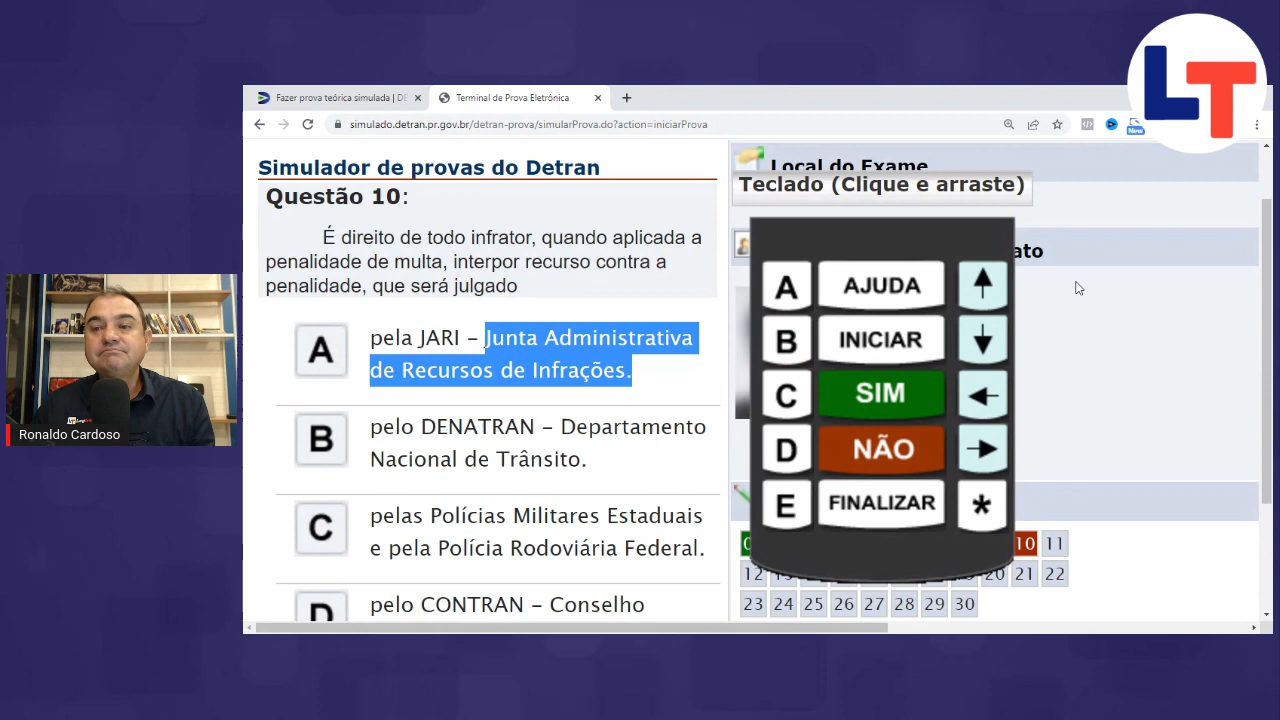 LT
Fazer prova teórica simulada | DE
Terminal de Prova Eletrônica
simulado.detran.pr.gov.br/detran-prova/simularProva.do?action=iniciarProva
New
Simulador de provas do Detran
Questão 10:
É direito de todo infrator, quando aplicada a
penalidade de multa, interpor recurso contra a
penalidade, que será julgado
A
pela JARI – Junta Administrativa
de Recursos de Infrações.
B
pelo DENATRAN – Departamento
Nacional de Trânsito.
C
pelas Polícias Militares Estaduais
e pela Polícia Rodoviária Federal.
D
pelo CONTRAN – Conselho
Local do Exame
Teclado (Clique e arraste)
ato
A AJUDA
B INICIAR
C SIM
D NÃO
E FINALIZAR *
10 11
12 20 21 22
23 24 25 26 27 28 29 30
Ronaldo Cardoso